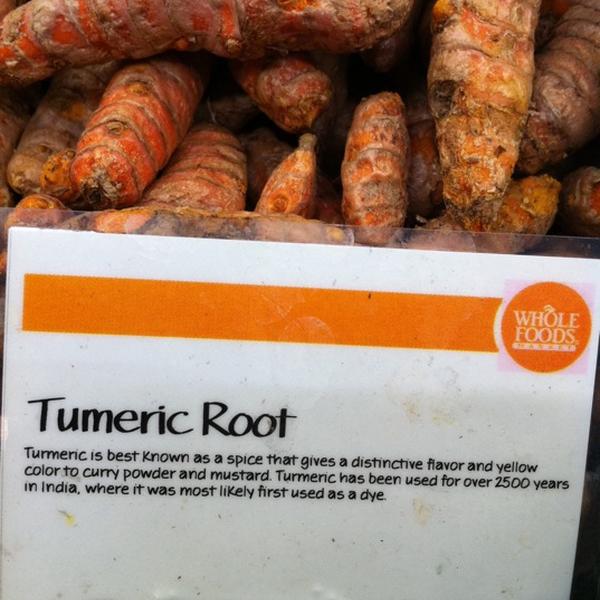 WHOLE
FOODS
MARKET
Tumeric Root
Turmeric is best known as a spice that gives a distinctive flavor and yellow
color to curry powder and mustard. Turmeric has been used for over 2500 years
in India, where it was most likely first used as a dye.